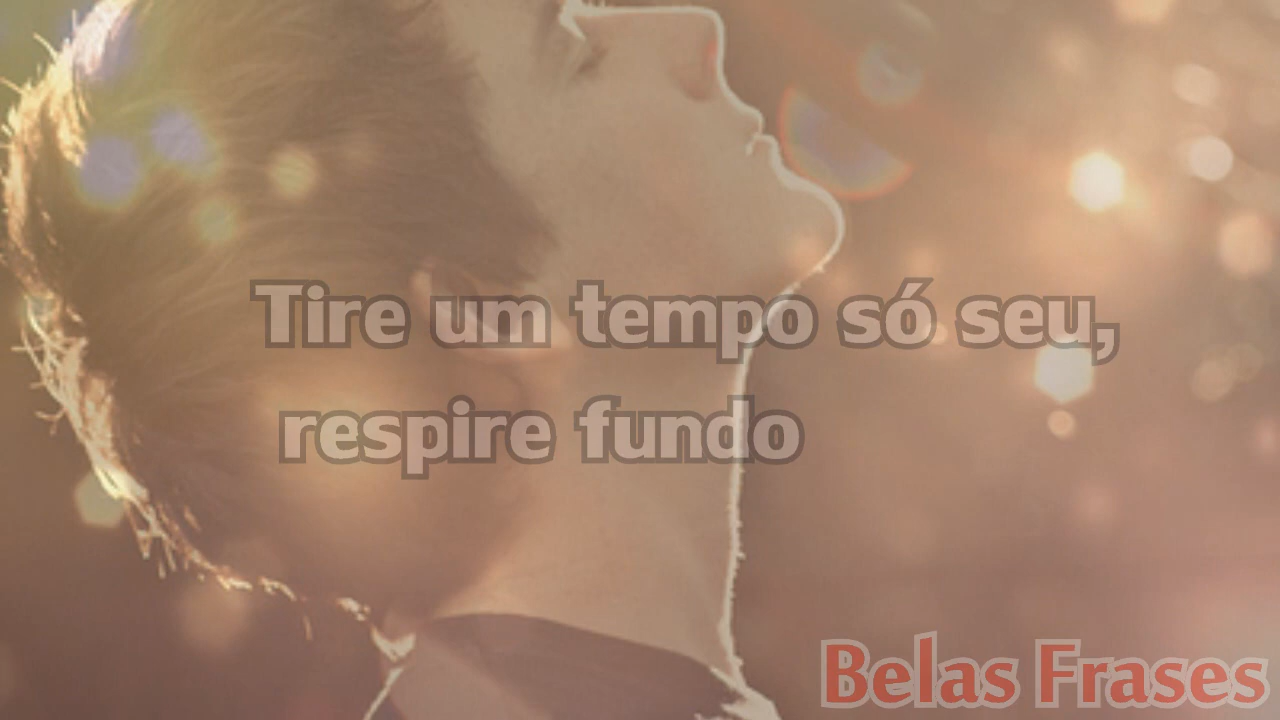 Tire um tempo só seu,
respire fundo
Belas Frases